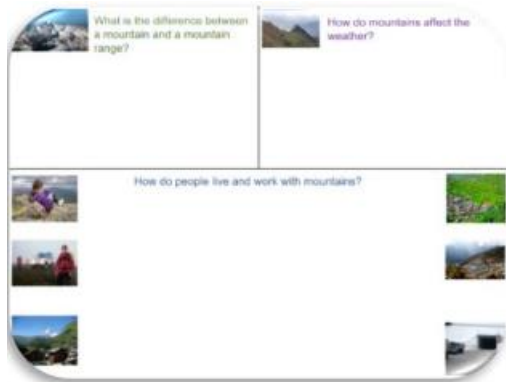 What is the difference between
a mountain and a mountain
range?
How do mountains affect the
weather?
How do people live and work with mountains?